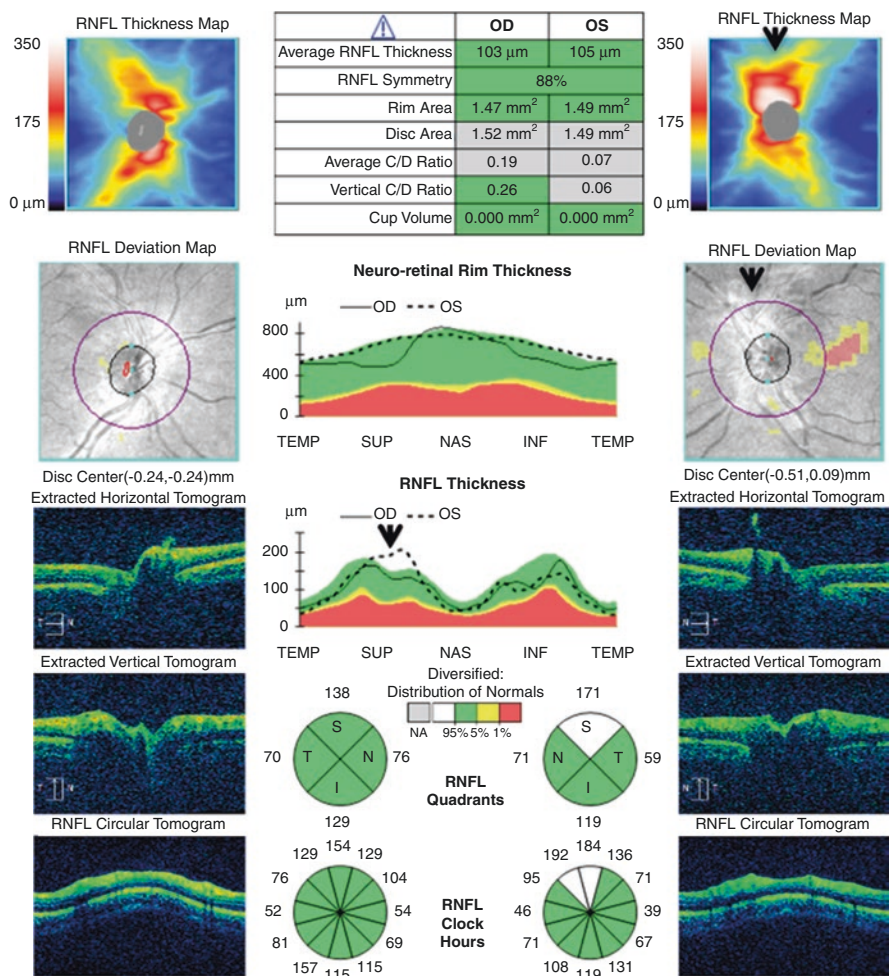 RNFL Thickness Map
350
175
0 µm
OD OS
Average RNFL Thickness 103 µm 105 µm
RNFL Symmetry 88%
Rim Area 1.47 mm² 1.49 mm²
Disc Area 1.52 mm² 1.49 mm²
Average C/D Ratio 0.19 0.07
Vertical C/D Ratio 0.26 0.06
Cup Volume 0.000 mm² 0.000 mm²
RNFL Thickness Map
350
175
0 µm
RNFL Deviation Map
Disc Center(-0.24,-0.24)mm
Neuro-retinal Rim Thickness
µm OD OS
800
400
0
TEMP SUP NAS INF TEMP
RNFL Deviation Map
Disc Center(-0.51,0.09)mm
Extracted Horizontal Tomogram
T N
RNFL Thickness
µm OD OS
200
100
0
TEMP SUP NAS INF TEMP
Extracted Horizontal Tomogram
T N
Extracted Vertical Tomogram
I N
Diversified:
Distribution of Normals
NA 95% 5% 1%
138
S
70 T N 76
I
129
RNFL
Quadrants
171
S
71 N T 59
I
119
Extracted Vertical Tomogram
RNFL Circular Tomogram
154
129 129
76 104
52 54
81 69
157 115
115
RNFL
Clock
Hours
184
192 136
95 71
46 39
71 67
108 131
119
RNFL Circular Tomogram